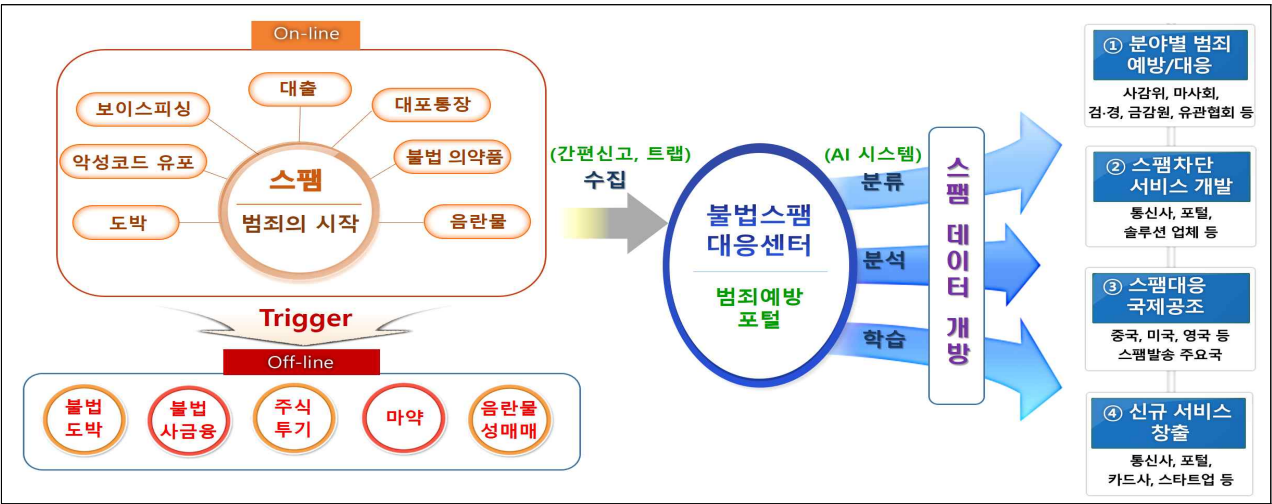 On-line
대출
보이스피싱
대포통장
악성코드 유포
불법 의약품
도박
음란물
스팸
범죄의 시작
Trigger
Off-line
불법
도박
불법
사금융
주식
투기
마약
음란물
성매매
(간편신고, 트랩)
수집
불법스팸
대응센터
범죄예방
포털
(AI 시스템)
분류
분석
학습
스팸 데이터 개방
① 분야별 범죄
예방/대응
사감위, 마사회,
검·경, 금감원, 유관협회 등
② 스팸차단
서비스 개발
통신사, 포털,
솔루션 업체 등
③ 스팸대응
국제공조
중국, 미국, 영국 등
스팸발송 주요국
④ 신규 서비스
창출
통신사, 포털,
카드사, 스타트업 등